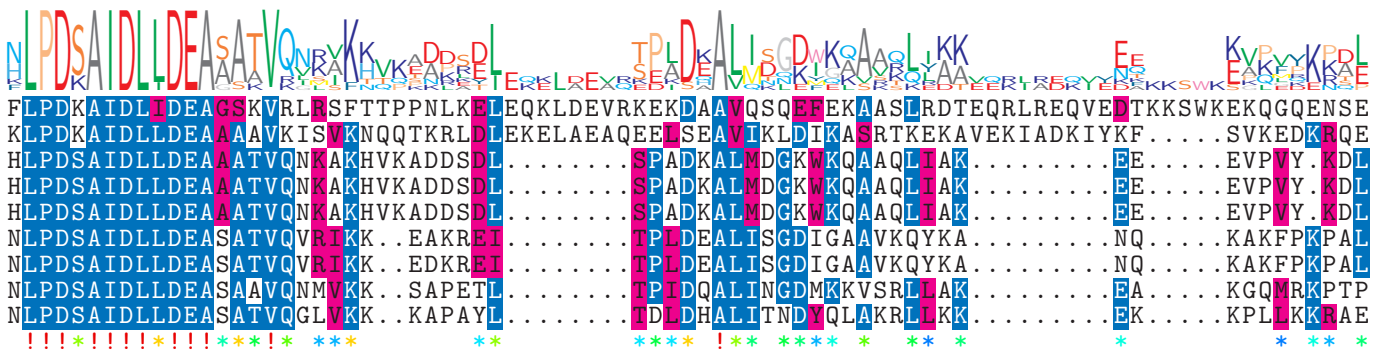 FLPDKAIDLIDEAGSKVRLRSFTTPPNLKELEQKLDEVRKEKDAAVQSQEFEKAASLRDTEQRLREQVEDTKKSWKEKQGQENSE
KLPDKAIDLLDEAAAAVKISVKNQQTKRLDLEKELAEAQEELSEAVIKLDIKASRTKEKAVEKIADKIYKF.....SVKEDKRQE
HLPDSAIDLLDEAAATVQNKAKHVKADDSDL........SPADKALMDGKWKQAAQLIAK.........EE.....EVPVY.KDL
HLPDSAIDLLDEAAATVQNKAKHVKADDSDL........SPADKALMDGKWKQAAQLIAK.........EE.....EVPVY.KDL
HLPDSAIDLLDEAAATVQNKAKHVKADDSDL........SPADKALMDGKWKQAAQLIAK.........EE.....EVPVY.KDL
NLPDSAIDLLDEASATVQVRIKK..EAKREI........TPLDEALISGDIGAAVKQYKA.........NQ.....KAKFPKPAL
NLPDSAIDLLDEASATVQVRIKK..EDKREI........TPLDEALISGDIGAAVKQYKA.........NQ.....KAKFPKPAL
NLPDSAIDLLDEASAAVQNMVKK..SAPETL........TPIDQALINGDMKKVSRLLAK.........EA.....KGQMRKPTP
NLPDSAIDLLDEASATVQGLVKK..KAPAYL........TDLDHALITNDYQLAKRLLKK.........EK.....KPLLKKRAE
!!!*!!!!*!!!***!* *** ** **** !** **** * *** * * * ** *